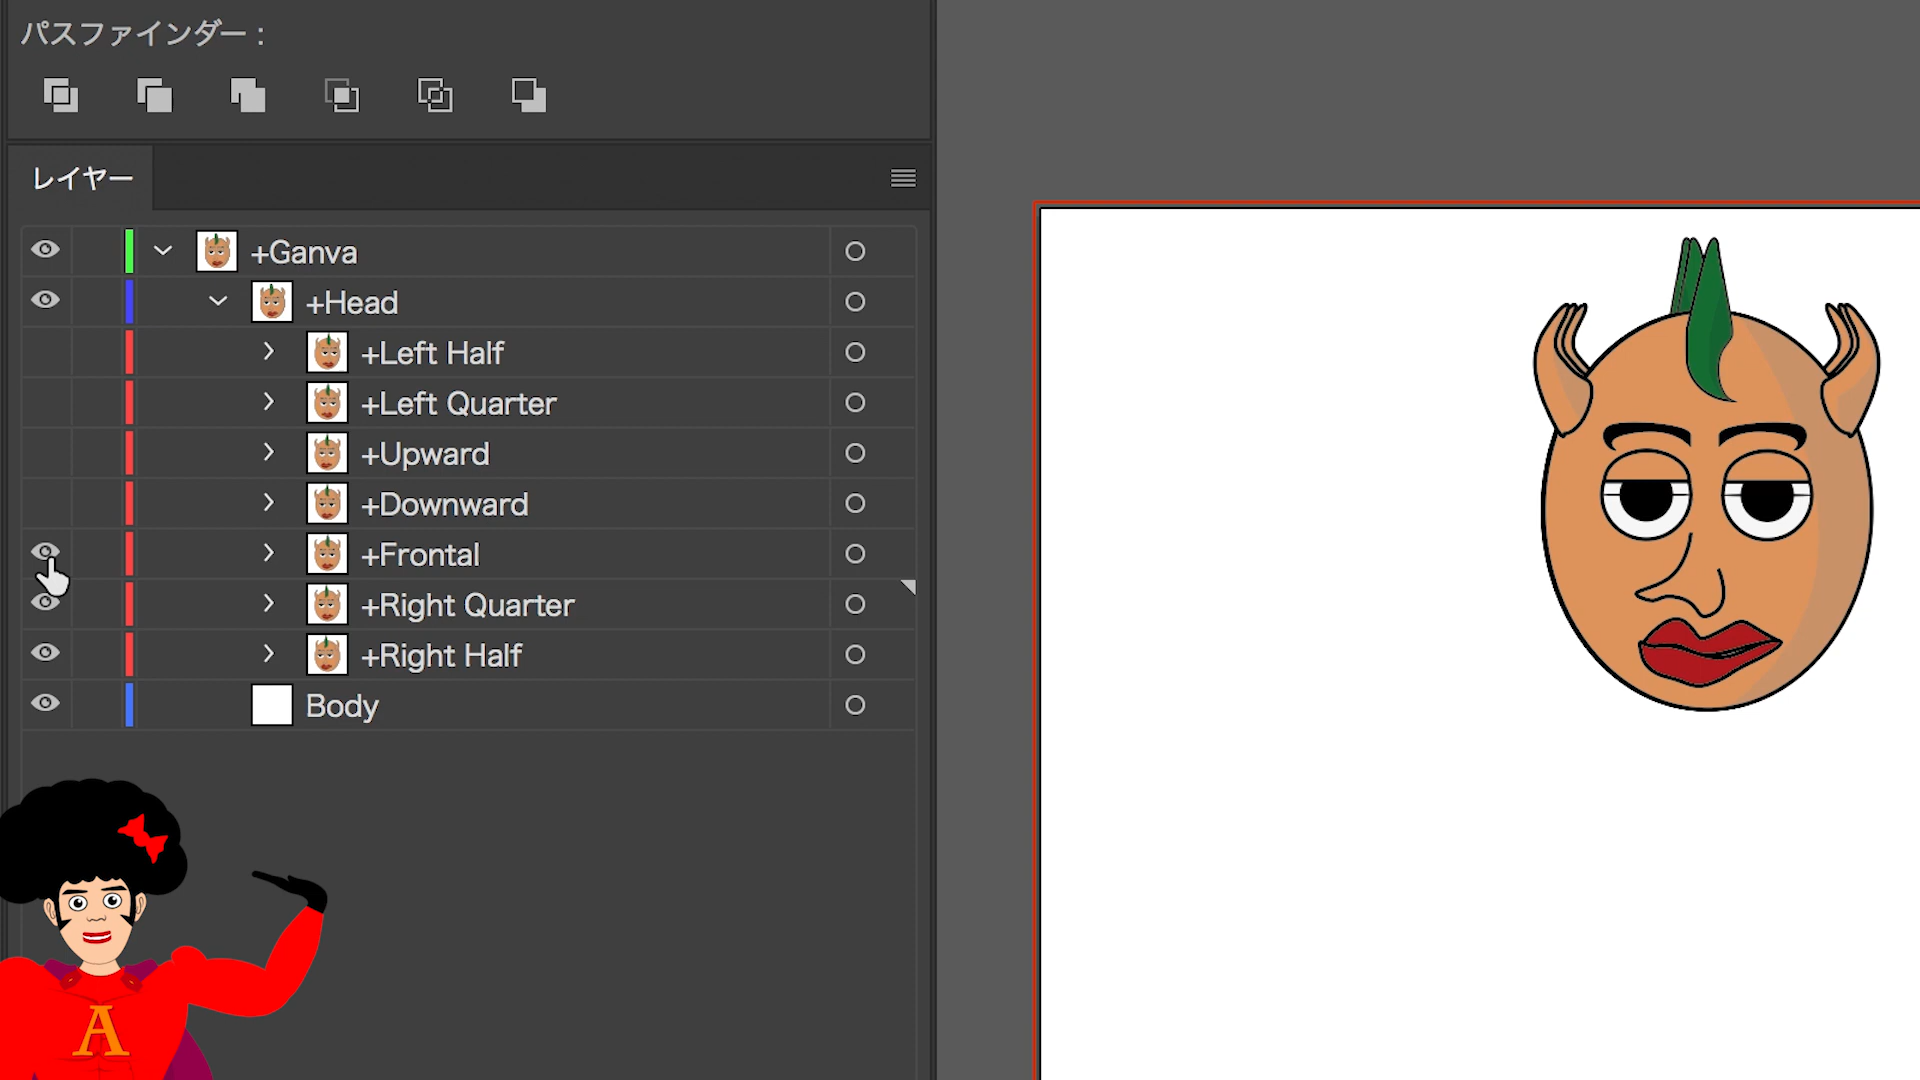 パスファインダー：
レイヤー
+Ganva
+Head
+Left Half
+Left Quarter
+Upward
+Downward
+Frontal
+Right Quarter
+Right Half
Body
A